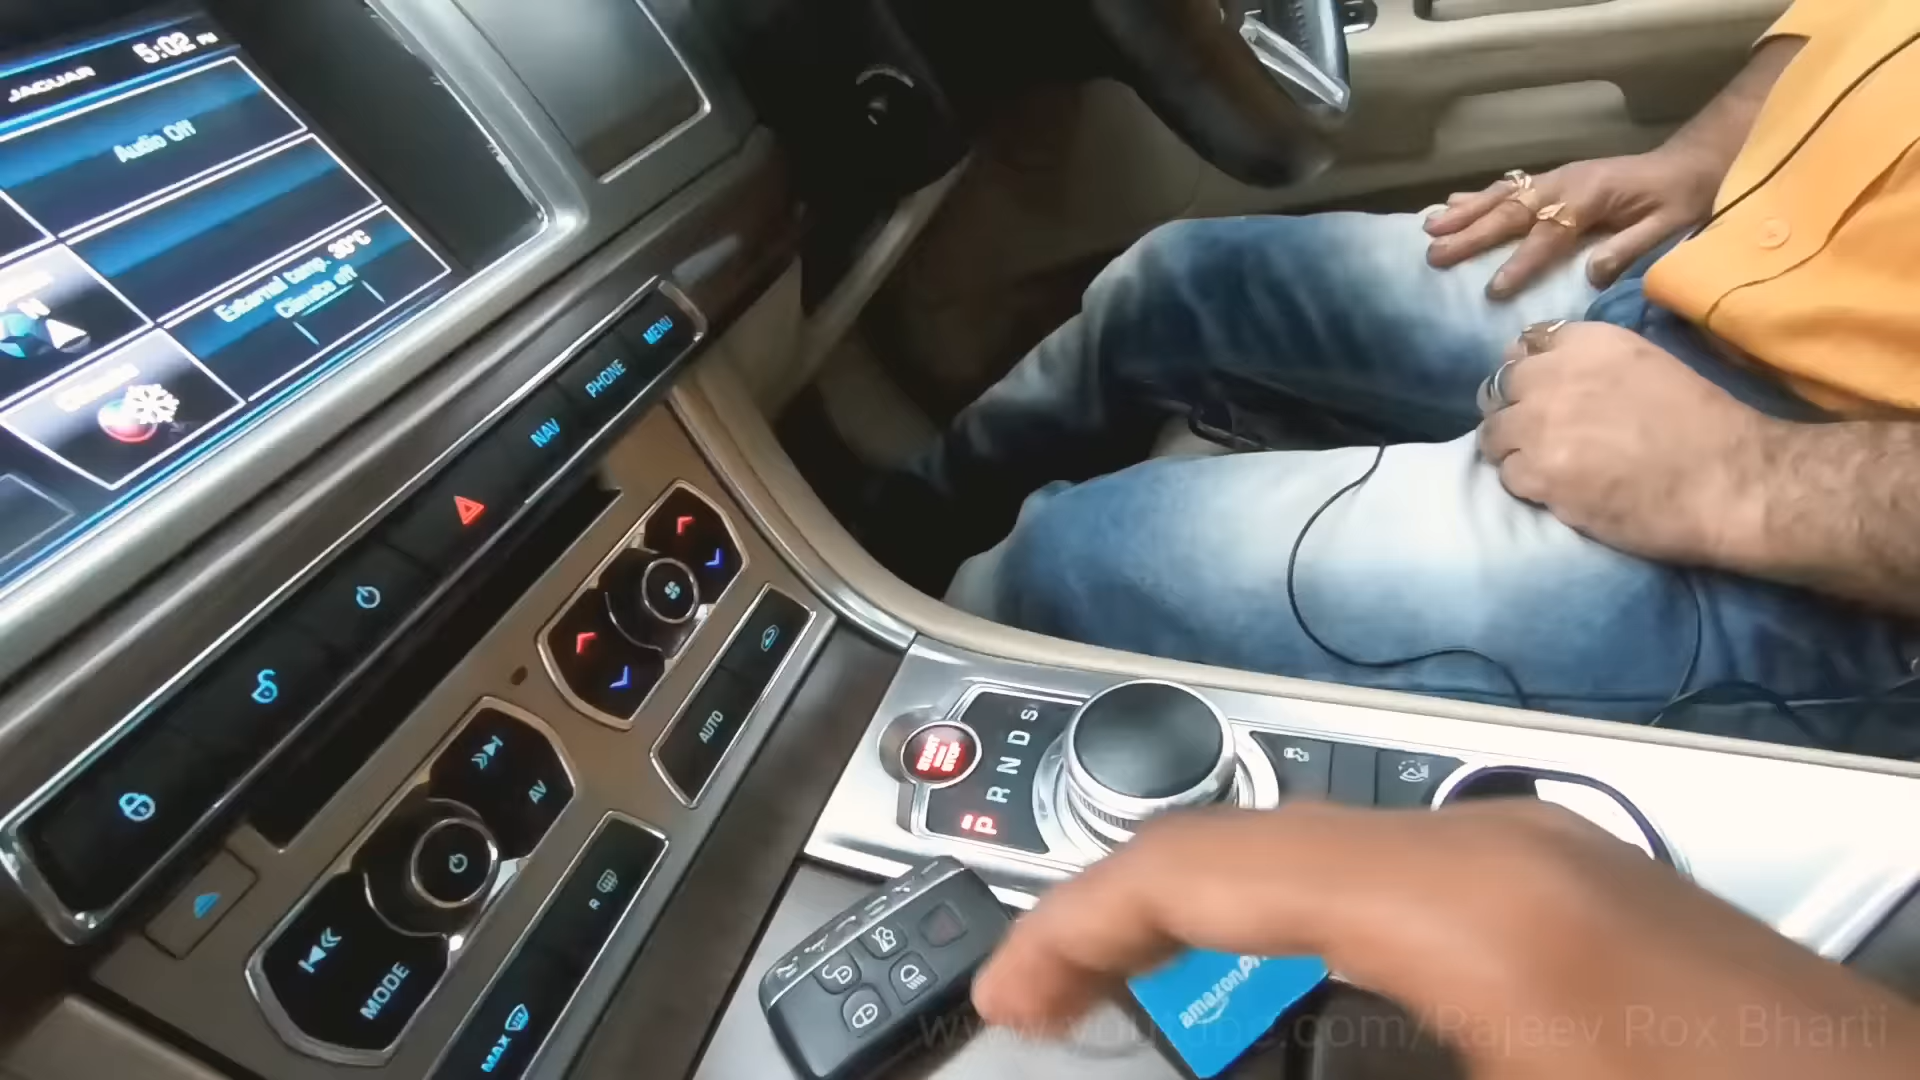 5:02 PM
JAGUAR
Audio Off
External temp. 30°C
Climate off
N
MENU
PHONE
NAV
AUTO
AV
MODE
R
MAX
START
STOP
S
D
N
R
P
amazon
www.youtube.com/Rajeev Rox Bharti